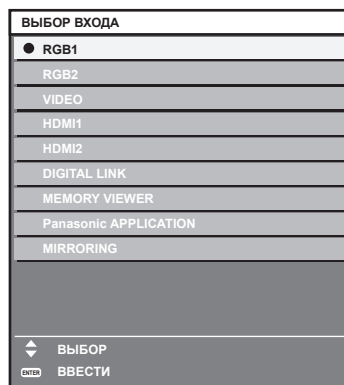 ВЫБОР ВХОДА
RGB1
RGB2
VIDEO
HDMI1
HDMI2
DIGITAL LINK
MEMORY VIEWER
Panasonic APPLICATION
MIRRORING
ВЫБОР
ENTER ВВЕСТИ